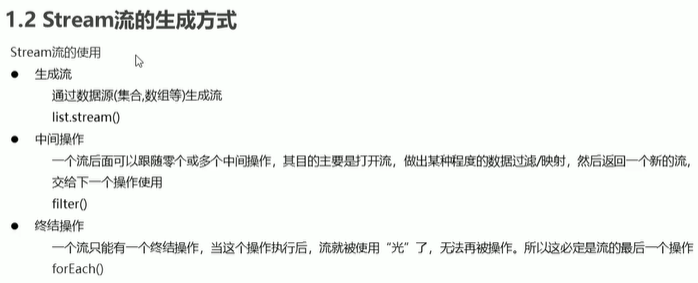 1.2 Stream流的生成方式
Stream流的使用
● 生成流
通过数据源(集合,数组等)生成流
list.stream()
● 中间操作
一个流后面可以跟随零个或多个中间操作，其目的主要是打开流，做出某种程度的数据过滤/映射，然后返回一个新的流，
交给下一个操作使用
filter()
● 终结操作
一个流只能有一个终结操作，当这个操作执行后，流就被使用“光”了，无法再被操作。所以这必定是流的最后一个操作
forEach()